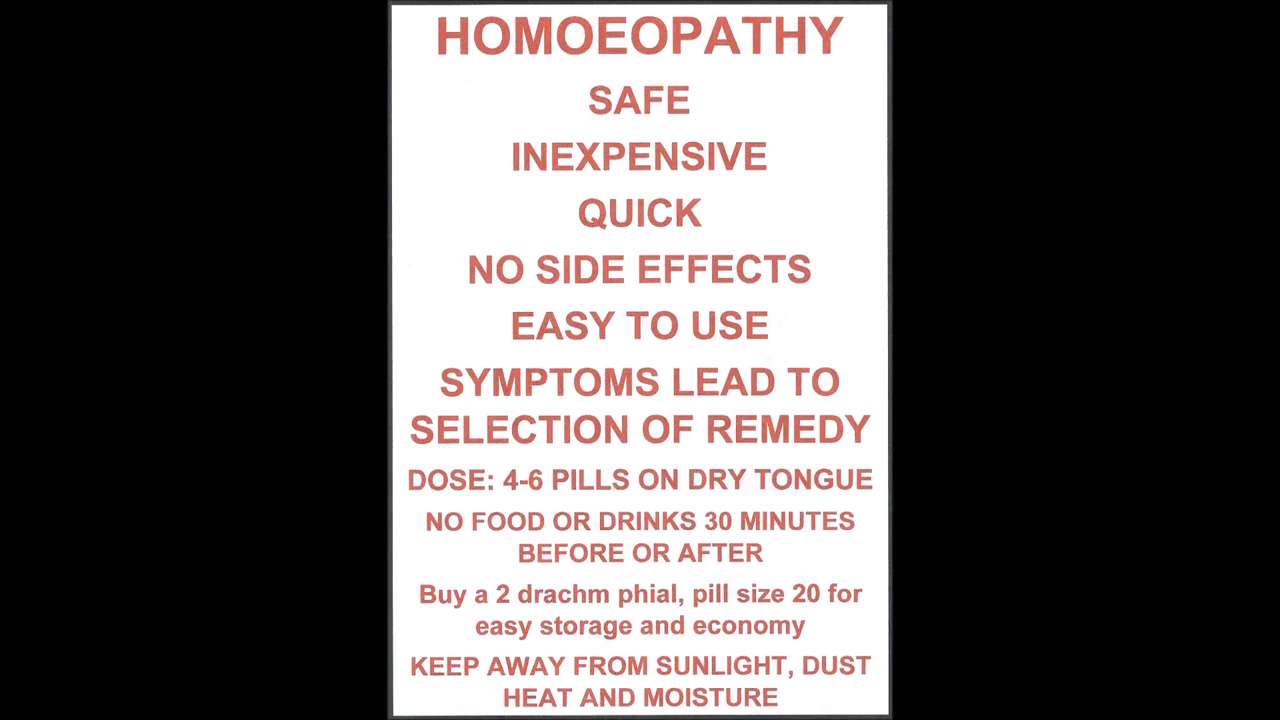 HOMOEOPATHY
SAFE
INEXPENSIVE
QUICK
NO SIDE EFFECTS
EASY TO USE
SYMPTOMS LEAD TO
SELECTION OF REMEDY
DOSE: 4-6 PILLS ON DRY TONGUE
NO FOOD OR DRINKS 30 MINUTES
BEFORE OR AFTER
Buy a 2 drachm phial, pill size 20 for
easy storage and economy
KEEP AWAY FROM SUNLIGHT, DUST
HEAT AND MOISTURE